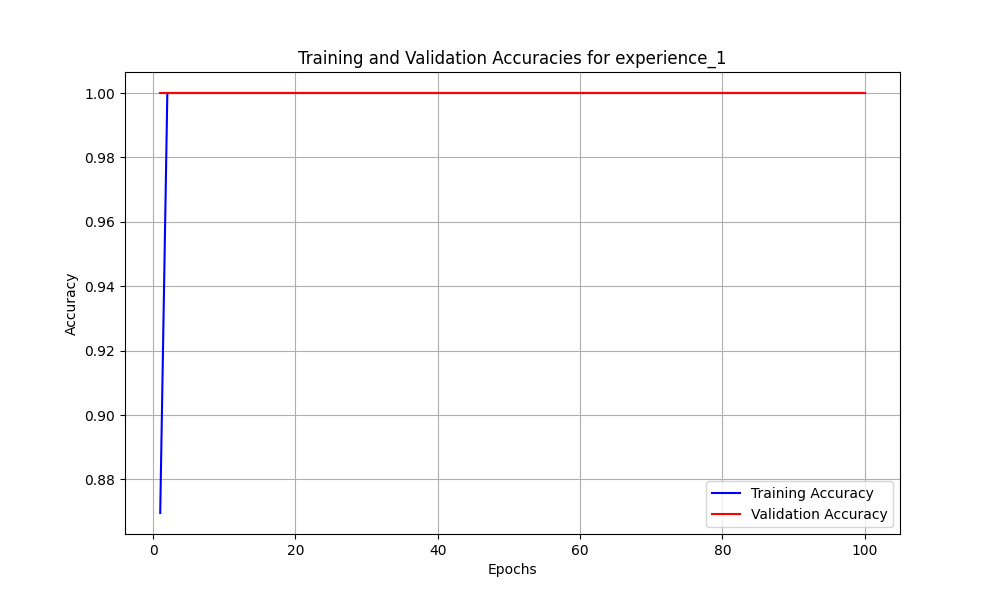 Training and Validation Accuracies for experience_1
1.00
0.98
0.96
0.94
0.92
0.90
0.88
Accuracy
0 20 40 60 80 100
Epochs
Training Accuracy
Validation Accuracy